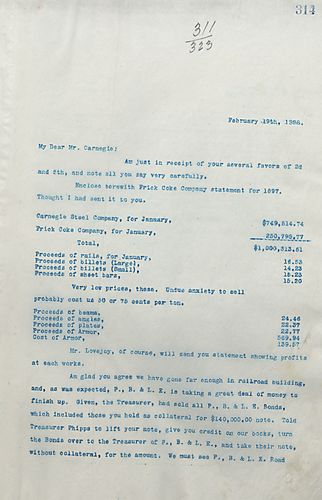 314
311
323
February 19th, 1898.
My Dear Mr. Carnegie:
Am just in receipt of your several favors of 2d
and 8th, and note all you say very carefully.
Enclose herewith Frick Coke Company statement for 1897.
Thought I had sent it to you.
Carnegie Steel Company, for January, $749,514.74
Frick Coke Company, for January, 250,798.77
Total, $1,000,313.51
Proceeds of rails, for January, 16.53
Proceeds of billets (Large), 14.23
Proceeds of billets (Small), 15.23
Proceeds of sheet bars, 15.20
Very low prices, these. Undue anxiety to sell
probably cost us 50 or 75 cents per ton.
Proceeds of beams, 24.46
Proceeds of angles, 22.37
Proceeds of plates, 22.77
Proceeds of Armor, 569.94
Cost of Armor, 139.57
Mr. Lovejoy, of course, will send you statement showing profits
at each works.
Am glad you agree we have gone far enough in railroad building,
and, as was expected, P., B. & L. E. is taking a great deal of money to
finish up. Given, the Treasurer, had sold all P., B. & L. E. Bonds,
which included those you hold as collateral for $140,000.00 note. Told
Treasurer Phipps to lift your note, give you credit on our books, turn
the Bonds over to the Treasurer of P., B. & L. E., and take their note,
without collateral, for the amount. We must see P., B. & L. E. Road